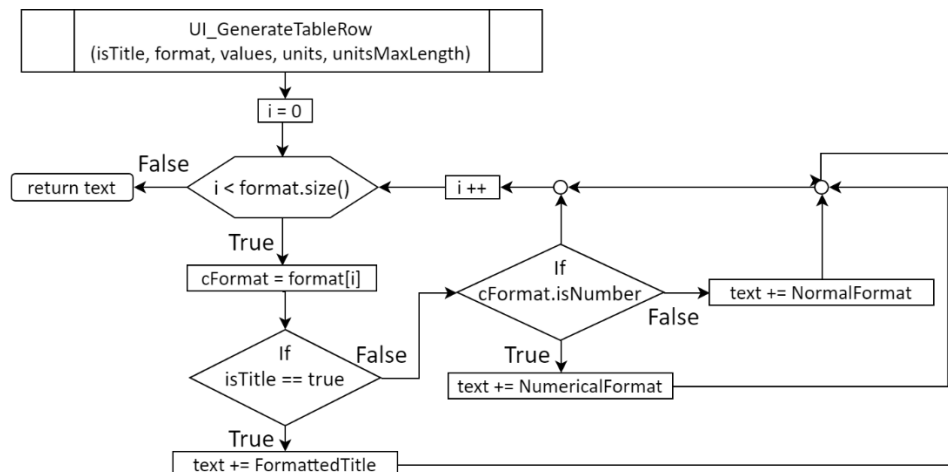 UI_GenerateTableRow
(isTitle, format, values, units, unitsMaxLength)
i = 0
False
return text
i < format.size()
i ++
True
cFormat = format[i]
If
cFormat.isNumber
text += NormalFormat
False
If
isTitle == true
False
True
text += NumericalFormat
True
text += FormattedTitle